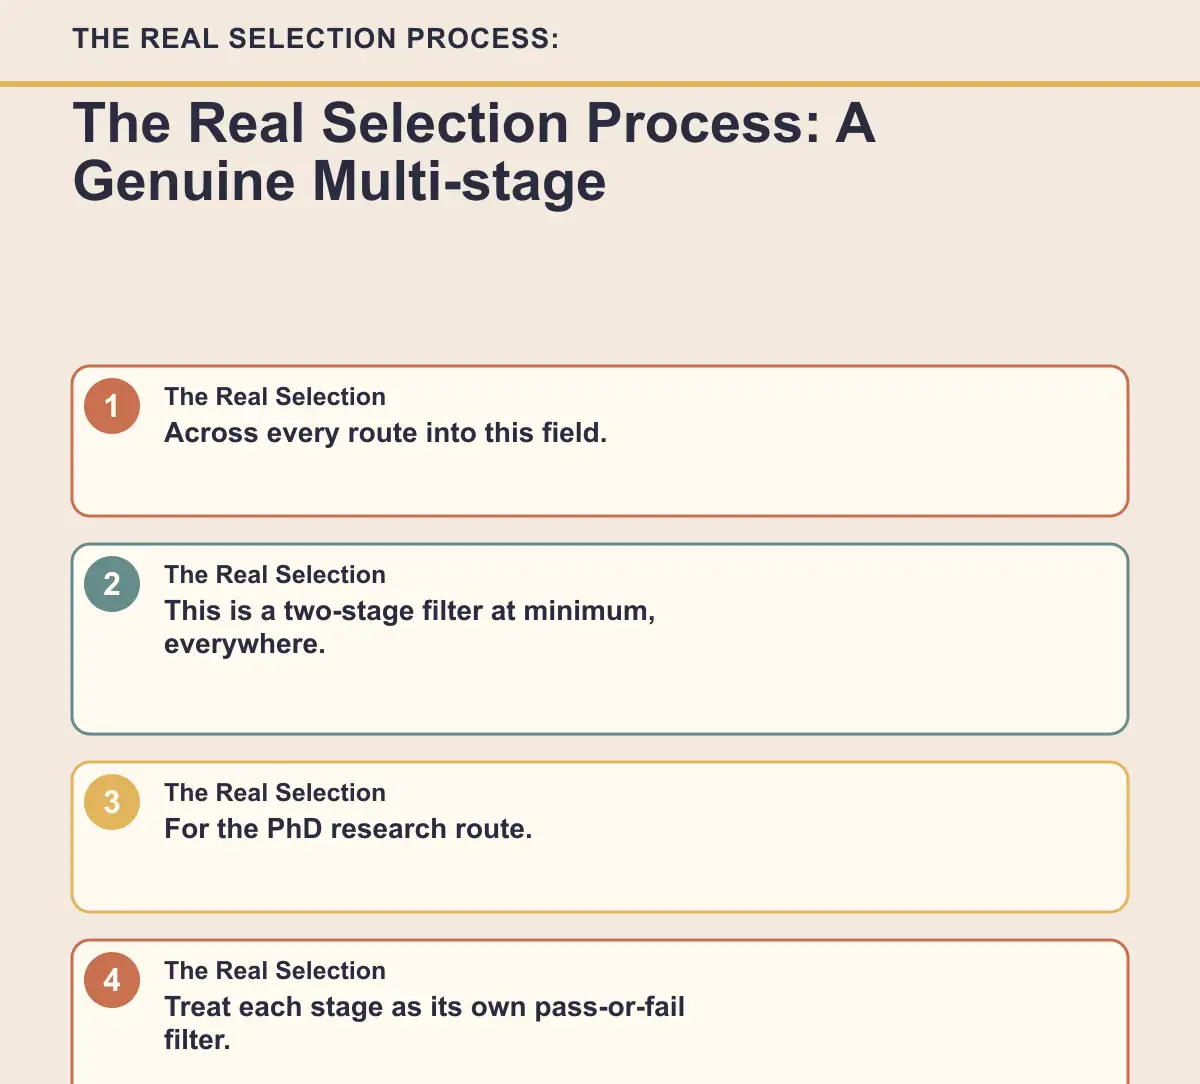 THE REAL SELECTION PROCESS:
The Real Selection Process: A
Genuine Multi-stage
1
The Real Selection
Across every route into this field.
2
The Real Selection
This is a two-stage filter at minimum,
everywhere.
3
The Real Selection
For the PhD research route.
4
The Real Selection
Treat each stage as its own pass-or-fail
filter.